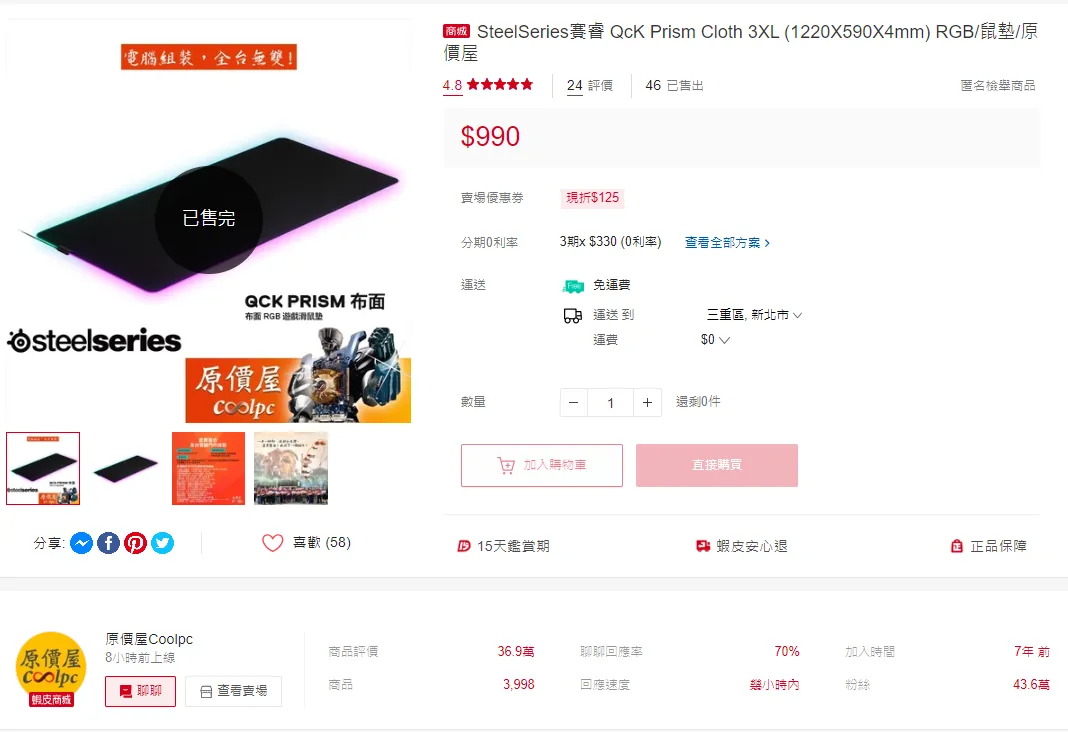 商城 SteelSeries賽睿 QcK Prism Cloth 3XL (1220X590X4mm) RGB/鼠墊/原
價屋
4.8
24 評價
46 已售出
匿名檢舉商品
$990
賣場優惠券
現折$125
分期0利率
3期x $330 (0利率)
查看全部方案
運送
Free
免運費
運送 到
三重區, 新北市
運費
$0
數量
1
還剩0件
加入購物車
直接購買
15天鑑賞期
蝦皮安心退
正品保障
電腦組裝,全台無雙!
已售完
QCK PRISM 布面
布面 RGB 遊戲滑鼠墊
steelseries
原價屋
coolpc
分享:
喜歡 (58)
原價屋
coolpc
蝦皮商城
原價屋Coolpc
8小時前上線
聊聊
查看賣場
商品評價
36.9萬
聊聊回應率
70%
加入時間
7年 前
商品
3,998
回應速度
幾小時內
粉絲
43.6萬